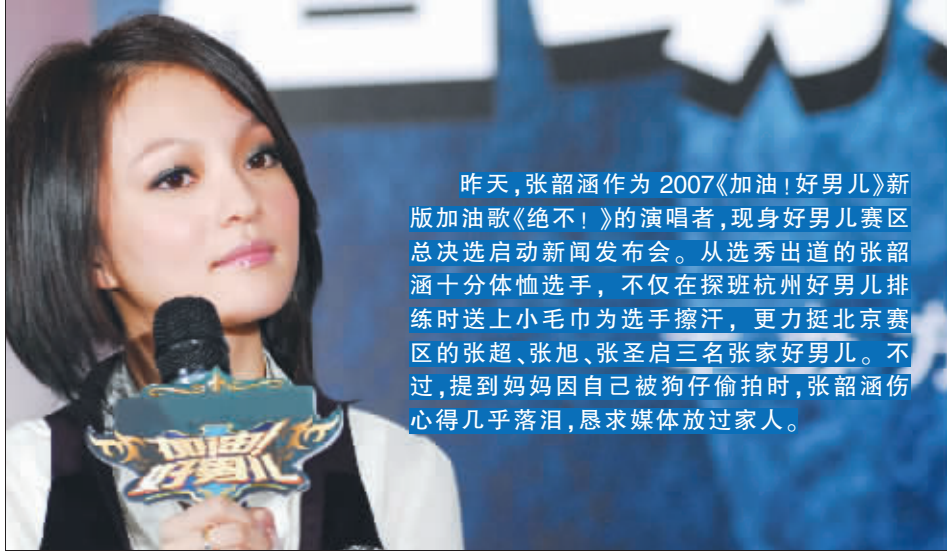 昨天,张韶涵作为 2007《加油!好男儿》新
版加油歌《绝不!》的演唱者,现身好男儿赛区
总决选启动新闻发布会。从选秀出道的张韶
涵十分体恤选手，不仅在探班杭州好男儿排
练时送上小毛巾为选手擦汗，更力挺北京赛
区的张超、张旭、张圣启三名张家好男儿。不
过,提到妈妈因自己被狗仔偷拍时,张韶涵伤
心得几乎落泪,恳求媒体放过家人。
加油!
好男儿